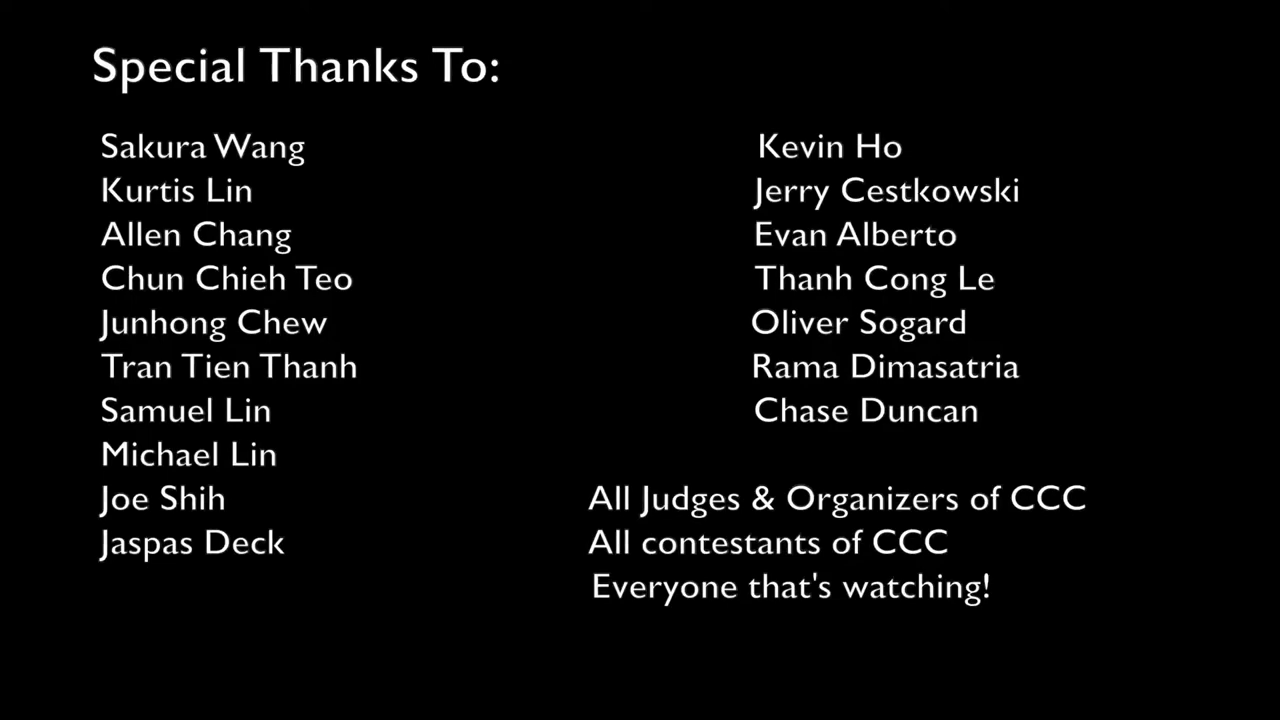 Special Thanks To:
Sakura Wang
Kurtis Lin
Allen Chang
Chun Chieh Teo
Junhong Chew
Tran Tien Thanh
Samuel Lin
Michael Lin
Joe Shih
Jaspas Deck
Kevin Ho
Jerry Cestkowski
Evan Alberto
Thanh Cong Le
Oliver Sogard
Rama Dimasatria
Chase Duncan
All Judges & Organizers of CCC
All contestants of CCC
Everyone that's watching!